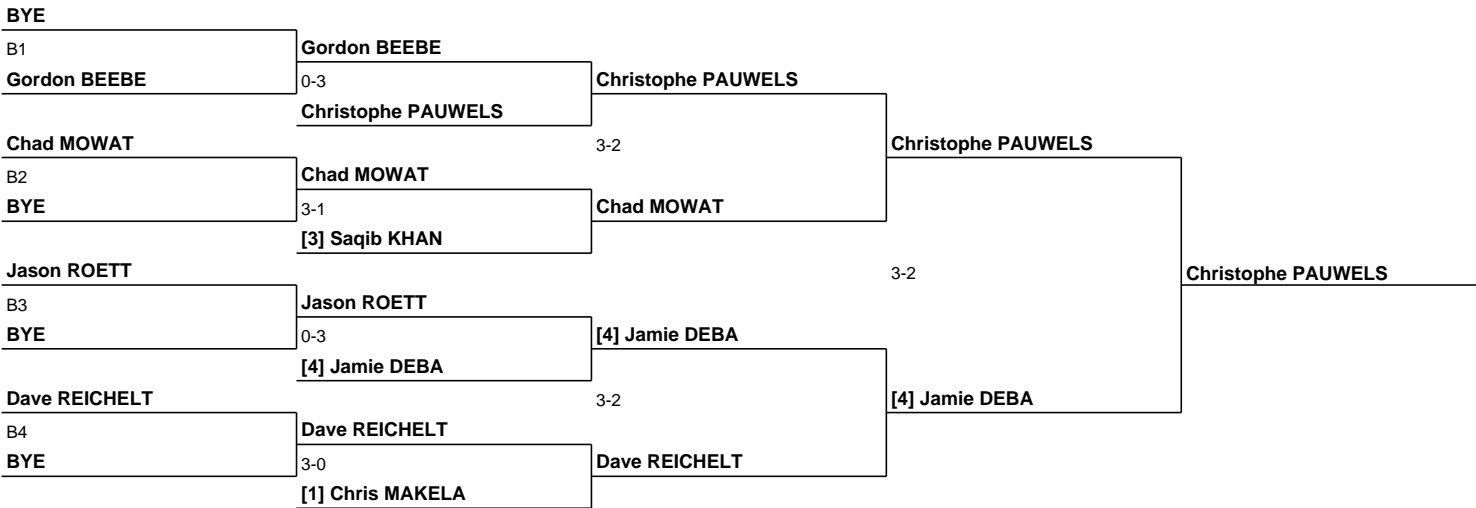 BYE
B1
Gordon BEEBE
Gordon BEEBE
0-3
Christophe PAUWELS
Christophe PAUWELS
Chad MOWAT
3-2
Christophe PAUWELS
B2
Chad MOWAT
BYE
3-1
Chad MOWAT
[3] Saqib KHAN
Jason ROETT
3-2
Christophe PAUWELS
B3
Jason ROETT
BYE
0-3
[4] Jamie DEBA
[4] Jamie DEBA
Dave REICHELT
3-2
[4] Jamie DEBA
B4
Dave REICHELT
BYE
3-0
Dave REICHELT
[1] Chris MAKELA